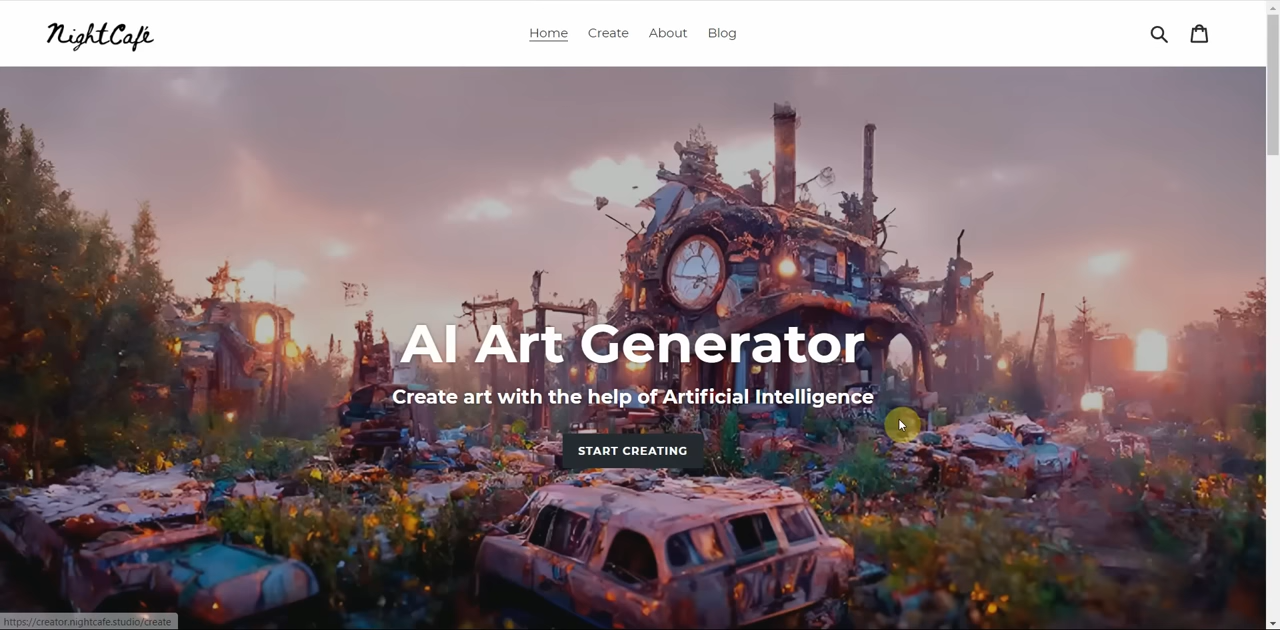 NightCafé
Home Create About Blog
AI Art Generator
Create art with the help of Artificial Intelligence
START CREATING
https://creator.nightcafe.studio/create